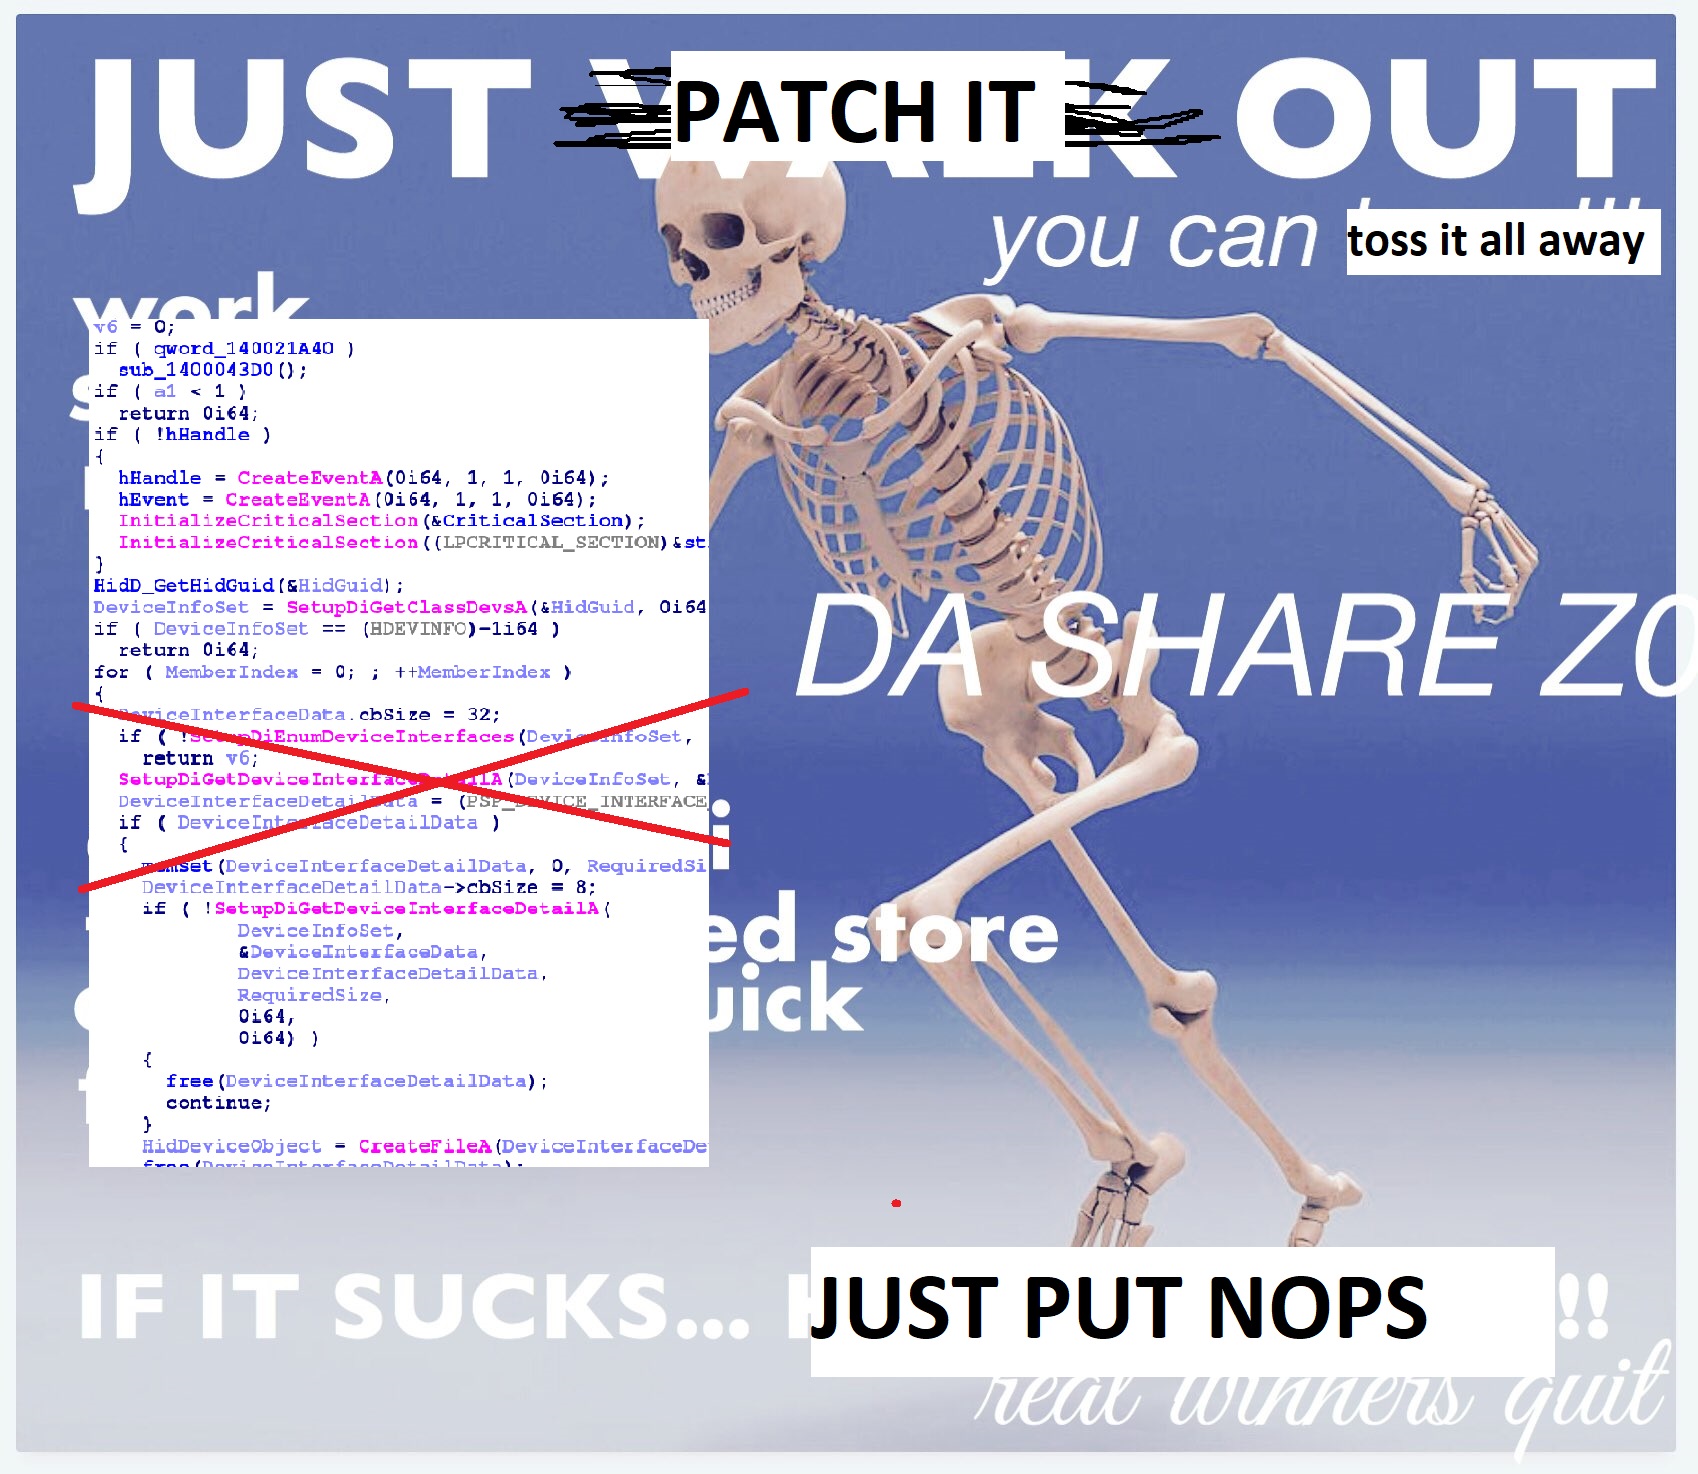 JUST PATCH IT OUT
you can toss it all away
work
v6 = 0;
if ( qword_140021A40 )
sub_1400043D0();
if ( a1 < 1 )
return 0i64;
if ( !hHandle )
{
hHandle = CreateEventA(0i64, 1, 1, 0i64);
hEvent = CreateEventA(0i64, 1, 1, 0i64);
InitializeCriticalSection(&CriticalSection);
InitializeCriticalSection((LPCRITICAL_SECTION)&st
}
HidD_GetHidGuid(&HidGuid);
DeviceInfoSet = SetupDiGetClassDevsA(&HidGuid, 0i64
if ( DeviceInfoSet == (HDEVINFO)-1i64 )
return 0i64;
for ( MemberIndex = 0; ; ++MemberIndex )
{
DeviceInterfaceData.cbSize = 32;
if ( !SetupDiEnumDeviceInterfaces(DeviceInfoSet,
return v6;
SetupDiGetDeviceInterfaceDetailA(DeviceInfoSet, &
DeviceInterfaceDetailData = (PSP_DEVICE_INTERFACE_
if ( DeviceInterfaceDetailData )
{
memset(DeviceInterfaceDetailData, 0, RequiredSi
DeviceInterfaceDetailData->cbSize = 8;
if ( !SetupDiGetDeviceInterfaceDetailA(
DeviceInfoSet,
&DeviceInterfaceData,
DeviceInterfaceDetailData,
RequiredSize,
0i64,
0i64) )
{
free(DeviceInterfaceDetailData);
continue;
}
HidDeviceObject = CreateFileA(DeviceInterfaceDe
free(DeviceInterfaceDetailData);
DA SHARE Z0
i
ed store
uick
IF IT SUCKS... JUST PUT NOPS !!
real winners quit